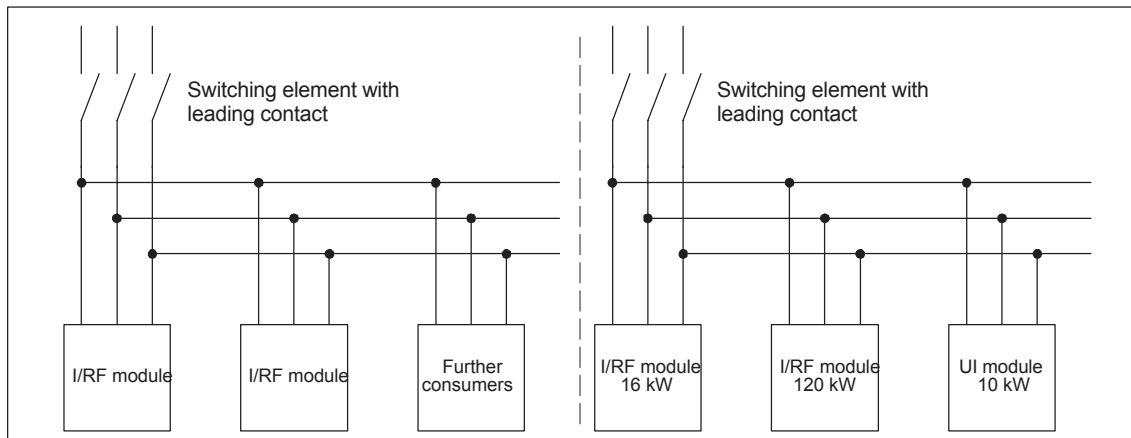 Switching element with
leading contact
Switching element with
leading contact
I/RF module
I/RF module
Further
consumers
I/RF module
16 kW
I/RF module
120 kW
UI module
10 kW